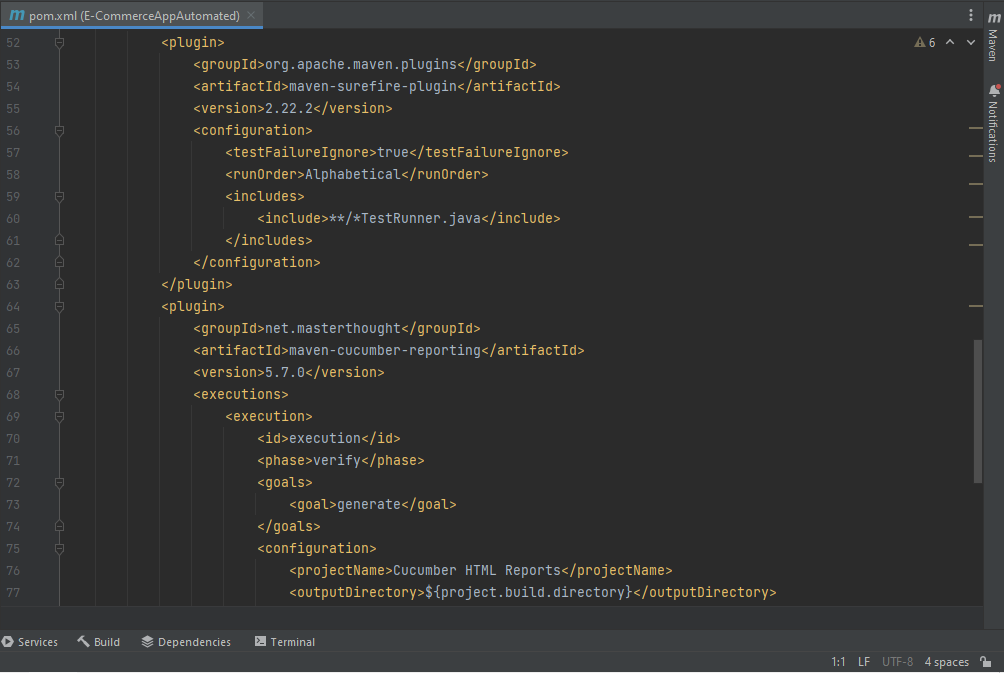 m pom.xml (E-CommerceAppAutomated)
m
Maven
Notifications
6
52 <plugin>
53 <groupId>org.apache.maven.plugins</groupId>
54 <artifactId>maven-surefire-plugin</artifactId>
55 <version>2.22.2</version>
56 <configuration>
57 <testFailureIgnore>true</testFailureIgnore>
58 <runOrder>Alphabetical</runOrder>
59 <includes>
60 <include>**/*TestRunner.java</include>
61 </includes>
62 </configuration>
63 </plugin>
64 <plugin>
65 <groupId>net.masterthought</groupId>
66 <artifactId>maven-cucumber-reporting</artifactId>
67 <version>5.7.0</version>
68 <executions>
69 <execution>
70 <id>execution</id>
71 <phase>verify</phase>
72 <goals>
73 <goal>generate</goal>
74 </goals>
75 <configuration>
76 <projectName>Cucumber HTML Reports</projectName>
77 <outputDirectory>${project.build.directory}</outputDirectory>
Services Build Dependencies Terminal
1:1 LF UTF-8 4 spaces